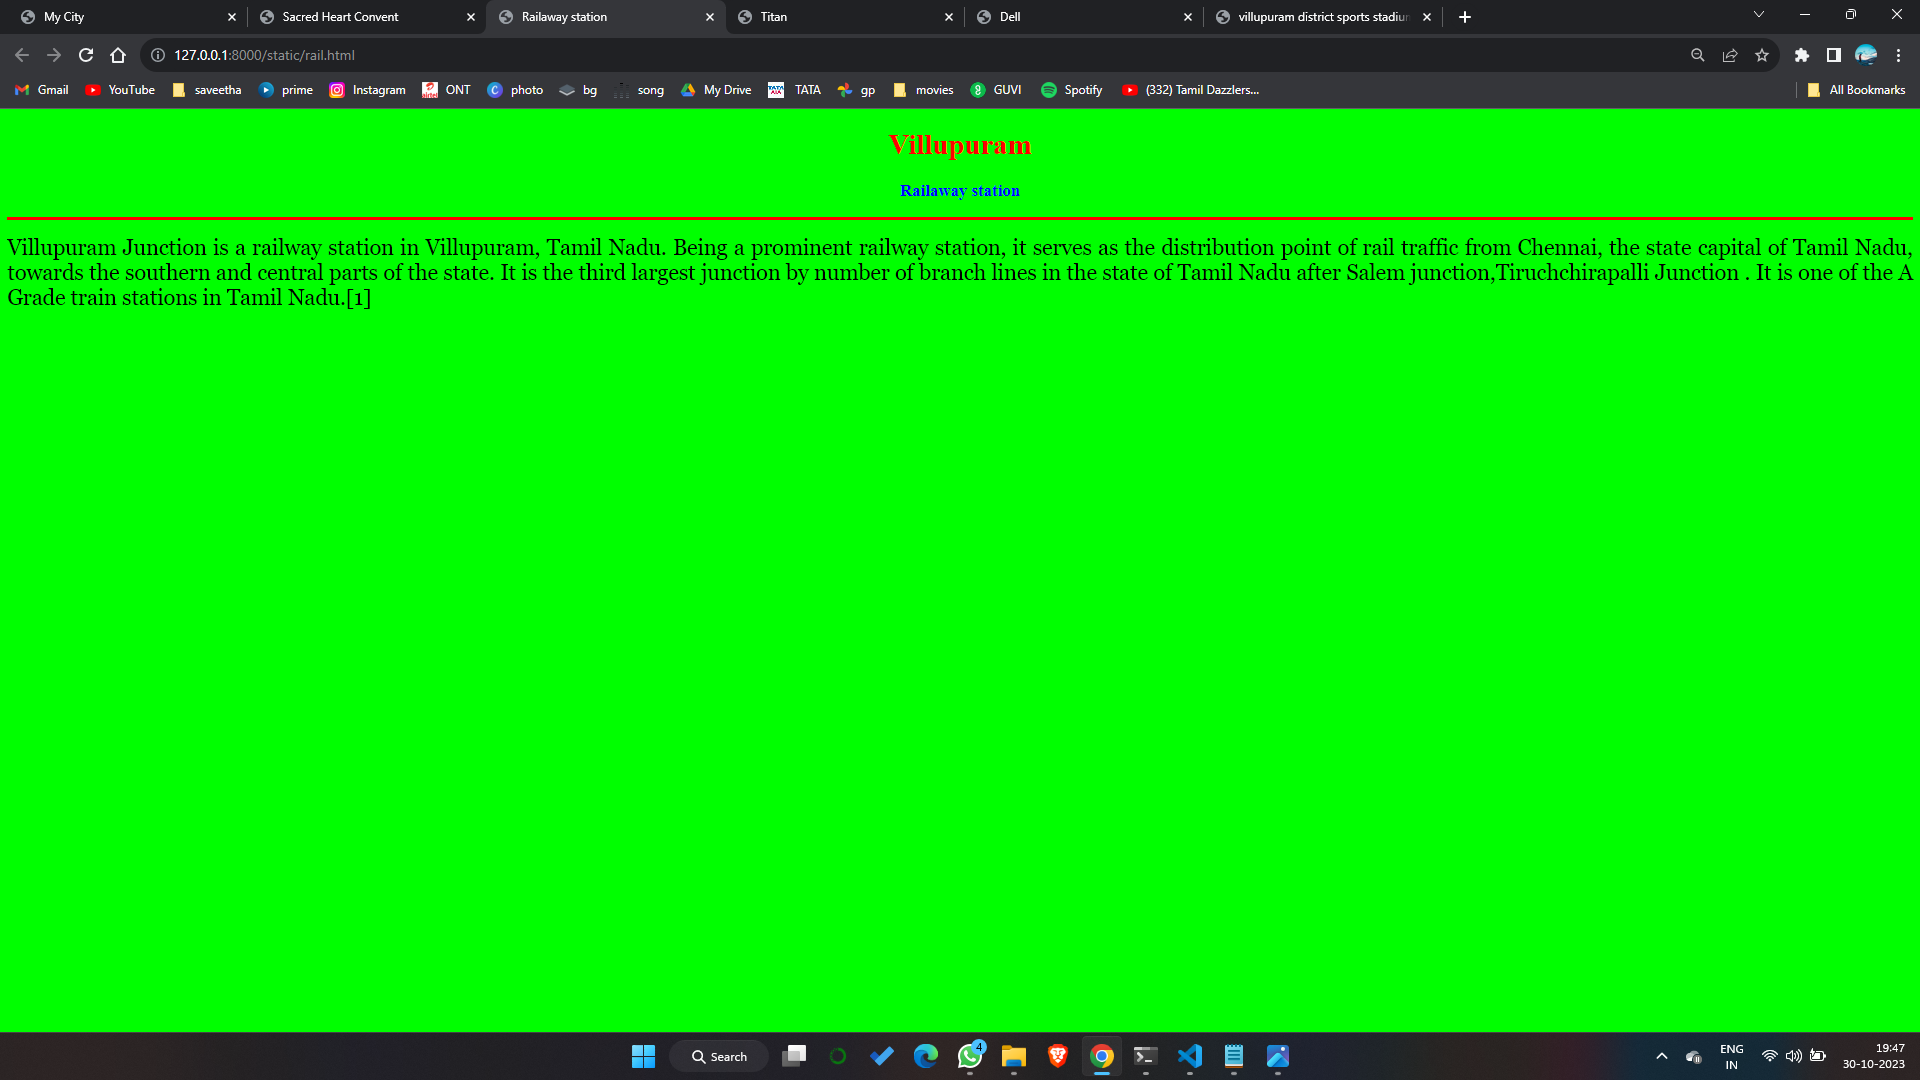 My City
Sacred Heart Convent
Railaway station
Titan
Dell
villupuram district sports stadiun
127.0.0.1:8000/static/rail.html
Gmail
YouTube
saveetha
prime
Instagram
airtel
ONT
photo
bg
song
My Drive
TATA AIA
TATA
gp
movies
GUVI
Spotify
(332) Tamil Dazzlers...
All Bookmarks
Villupuram
Railaway station
Villupuram Junction is a railway station in Villupuram, Tamil Nadu. Being a prominent railway station, it serves as the distribution point of rail traffic from Chennai, the state capital of Tamil Nadu,
towards the southern and central parts of the state. It is the third largest junction by number of branch lines in the state of Tamil Nadu after Salem junction,Tiruchchirapalli Junction . It is one of the A
Grade train stations in Tamil Nadu.[1]
Search
4
ENG
IN
19:47
30-10-2023